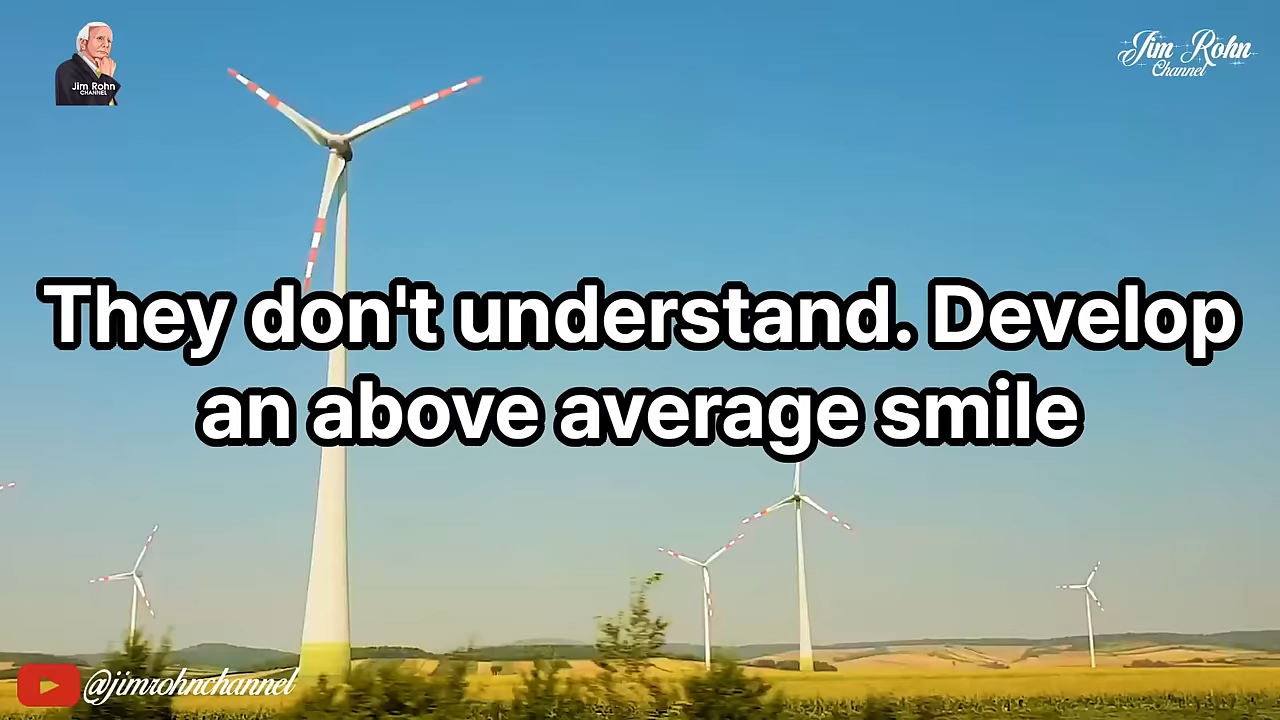 Jim Rohn
CHANNEL
Jim Rohn
Channel
They don't understand. Develop
an above average smile
@jimrohnchannel